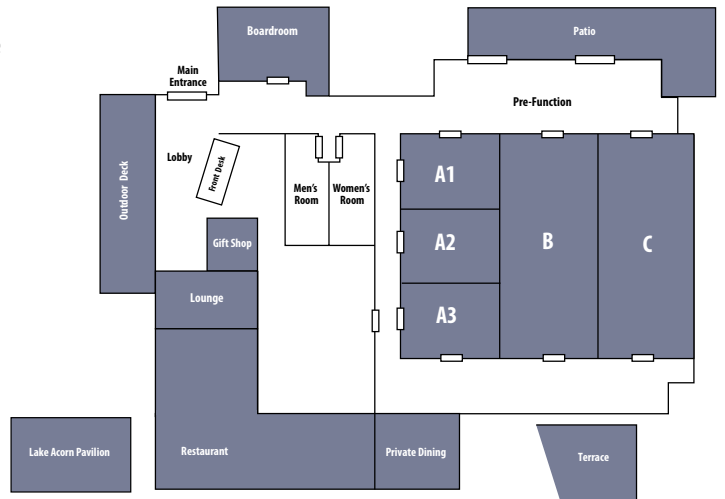 Boardroom
Patio
Main
Entrance
Pre-Function
Outdoor Deck
Lobby
Front Desk
Men's
Room
Women's
Room
A1
A2
B
C
Gift Shop
Lounge
A3
Lake Acorn Pavilion
Restaurant
Private Dining
Terrace